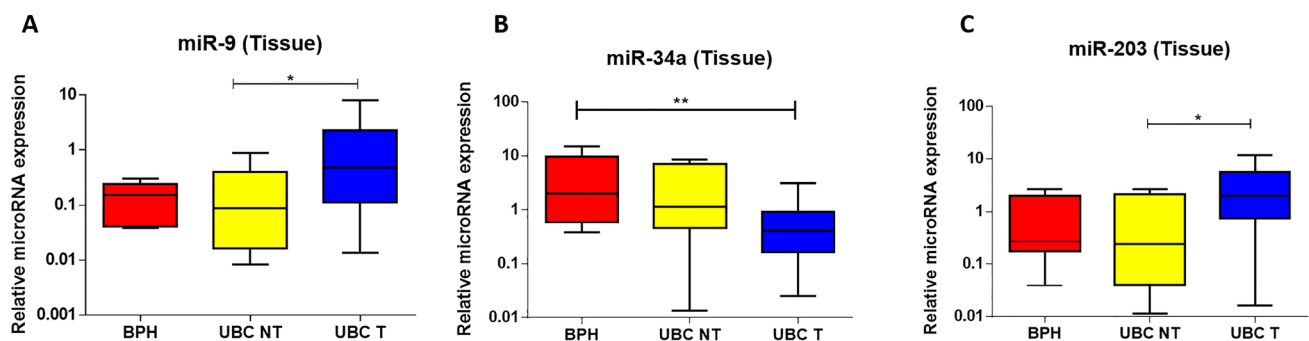 A
miR-9 (Tissue)
*
Relative microRNA expression
10
1
0.1
0.01
0.001
BPH
UBC NT
UBC T
B
miR-34a (Tissue)
**
Relative microRNA expression
100
10
1
0.1
0.01
BPH
UBC NT
UBC T
C
miR-203 (Tissue)
*
Relative microRNA expression
100
10
1
0.1
0.01
BPH
UBC NT
UBC T